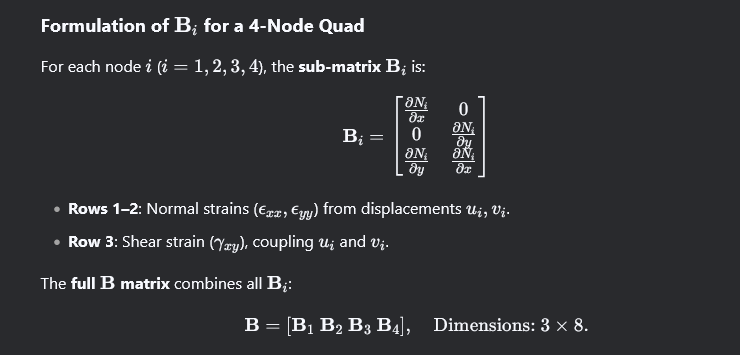 Formulation of B_i for a 4-Node Quad
For each node i (i = 1, 2, 3, 4), the sub-matrix B_i is:
B_i = [ ∂N_i/∂x 0
0 ∂N_i/∂y
∂N_i/∂y ∂N_i/∂x ]
• Rows 1–2: Normal strains (ϵ_xx, ϵ_yy) from displacements u_i, v_i.
• Row 3: Shear strain (γ_xy), coupling u_i and v_i.
The full B matrix combines all B_i:
B = [B_1 B_2 B_3 B_4], Dimensions: 3 × 8.